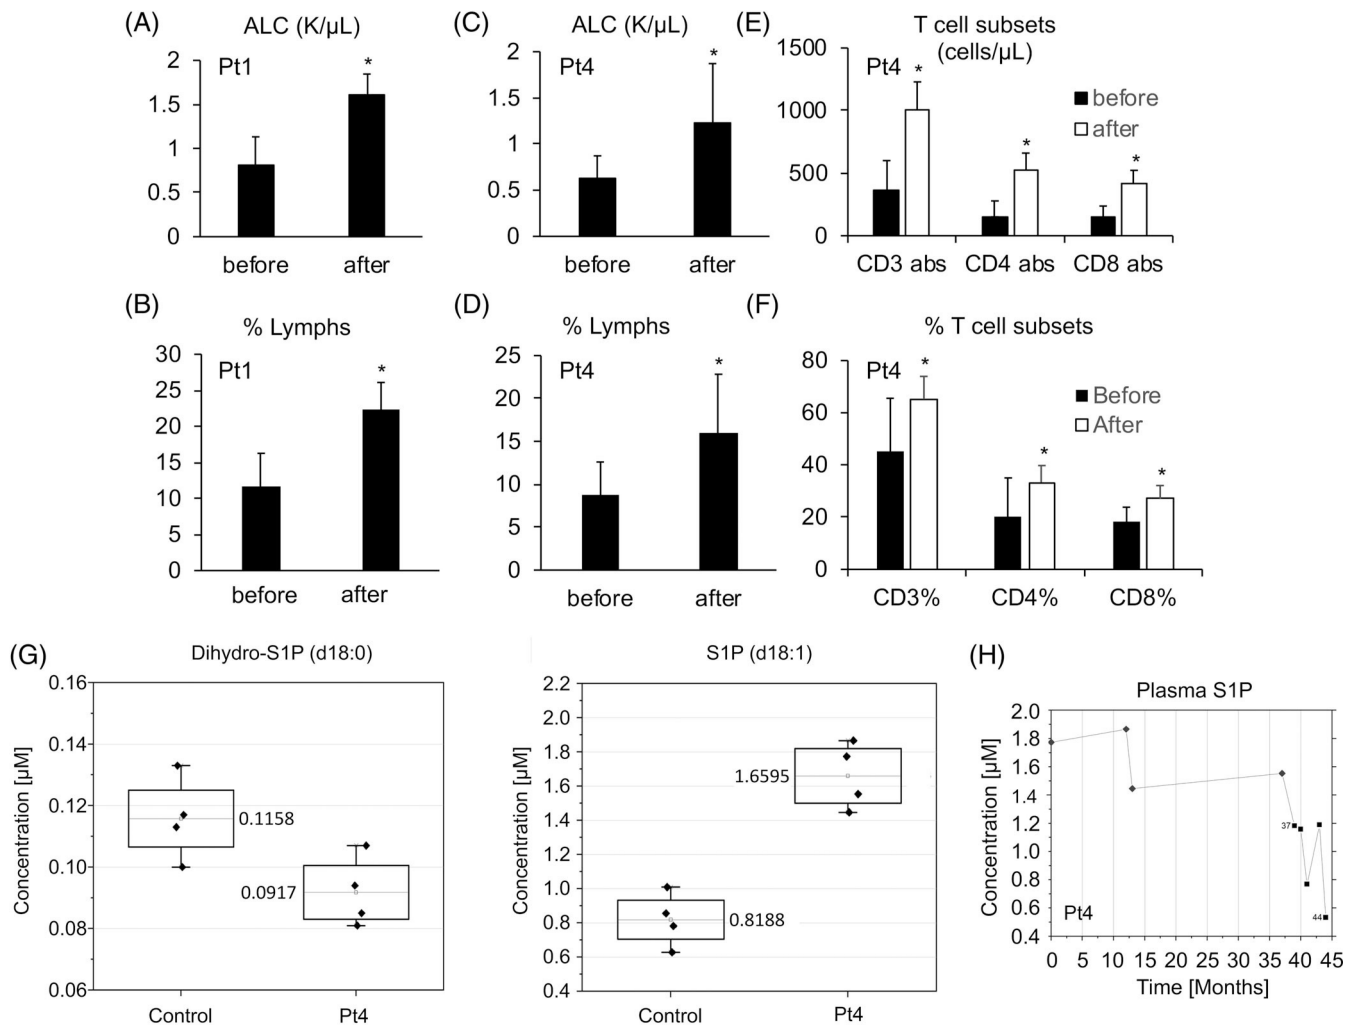 (A) ALC (K/µL)
Pt1
2
1.5
1
0.5
0
before after
(C) ALC (K/µL)
Pt4
2
1.5
1
0.5
0
before after
(E) T cell subsets
(cells/µL)
Pt4
1500
1000
500
0
before
after
CD3 abs CD4 abs CD8 abs
(B) % Lymphs
Pt1
30
25
20
15
10
5
0
before after
(D) % Lymphs
Pt4
25
20
15
10
5
0
before after
(F) % T cell subsets
Pt4
80
60
40
20
0
Before
After
CD3% CD4% CD8%
(G) Dihydro-S1P (d18:0)
Concentration [µM]
0.16
0.14
0.12
0.10
0.08
0.06
0.1158
0.0917
Control Pt4
S1P (d18:1)
Concentration [µM]
2.2
2.0
1.8
1.6
1.4
1.2
1.0
0.8
0.6
0.4
1.6595
0.8188
Control Pt4
(H) Plasma S1P
Concentration [µM]
2.0
1.8
1.6
1.4
1.2
1.0
0.8
0.6
0.4
37
44
Pt4
0 5 10 15 20 25 30 35 40 45
Time [Months]